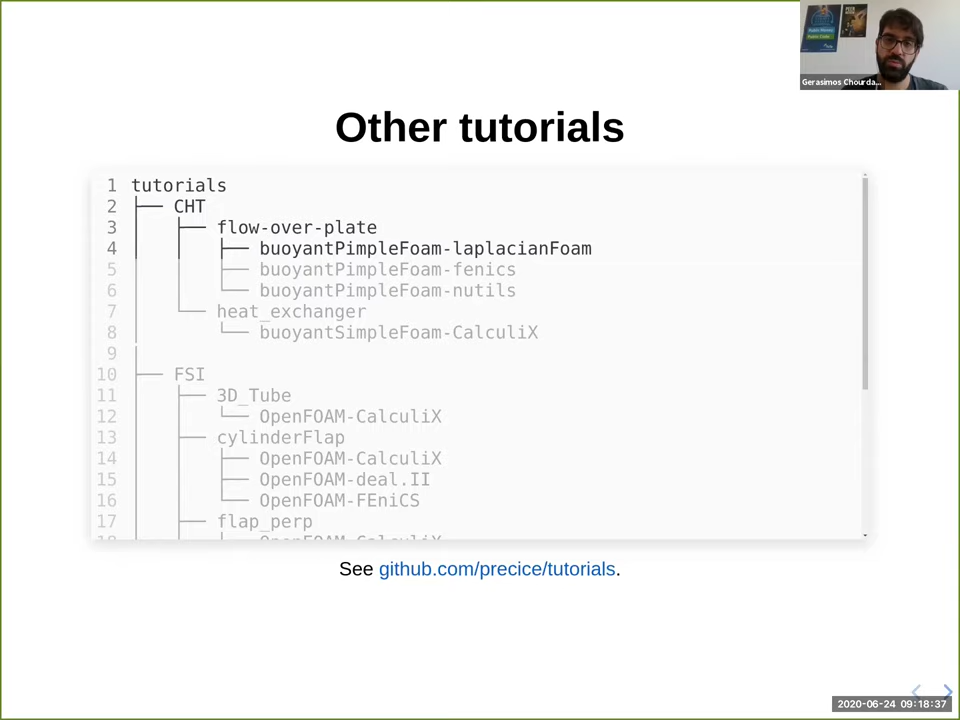 Gerasimos Chourda...
Other tutorials
1 tutorials
2 ├── CHT
3 │   ├── flow-over-plate
4 │   │   ├── buoyantPimpleFoam-laplacianFoam
5 │   │   ├── buoyantPimpleFoam-fenics
6 │   │   └── buoyantPimpleFoam-nutils
7 │   └── heat_exchanger
8 │       └── buoyantSimpleFoam-CalculiX
9 │
10 ├── FSI
11 │   ├── 3D_Tube
12 │   │   └── OpenFOAM-CalculiX
13 │   ├── cylinderFlap
14 │   │   ├── OpenFOAM-CalculiX
15 │   │   ├── OpenFOAM-deal.II
16 │   │   └── OpenFOAM-FEniCS
17 │   ├── flap_perp
18 │   │   ├── OpenFOAM-CalculiX
See github.com/precice/tutorials.
2020-06-24 09:18:37